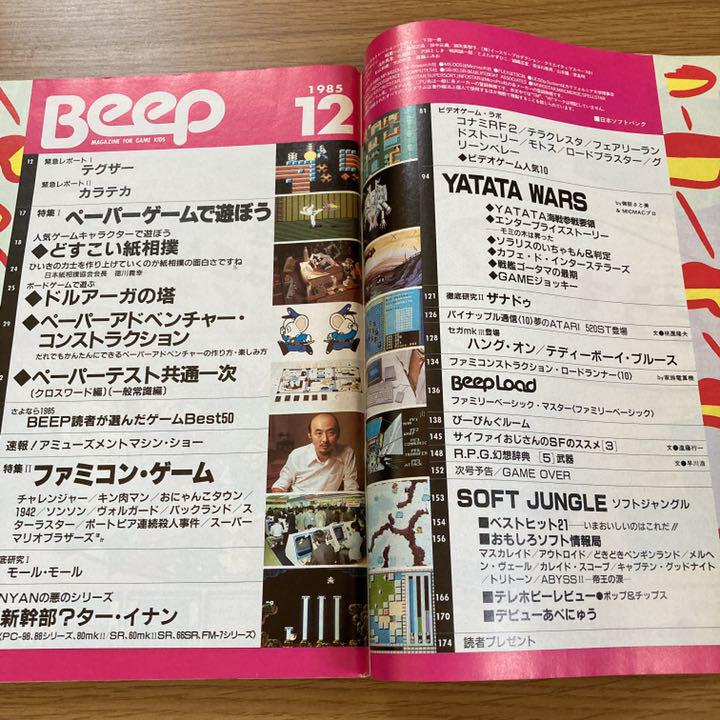 Beep
MAGAZINE FOR GAME KIDS
1985
12
12 緊急レポートI
テグザー
緊急レポートII
カラテカ
17 特集I ペーパーゲームで遊ぼう
人気ゲームキャラクターで遊ぼう
18 ◆どすこい紙相撲
24 ひいきの力士を作り上げていくのが紙相撲の面白さですね
日本紙相撲協会会長 徳川義幸
25 ボードゲームで遊ぶ
◆ドルアーガの塔
29 ◆ペーパーアドベンチャー・
コンストラクション
だれでもかんたんにできるペーパーアドベンチャーの作り方・楽しみ方
◆ペーパーテスト共通一次
(クロスワード編)(一般常識編)
さよなら1985
BEEP読者が選んだゲームBest50
速報!アミューズメントマシン・ショー
特集II ファミコン・ゲーム
チャレンジャー/キン肉マン/おにゃんこタウン/
1942/ソンソン/ヴォルガード/バックランド/ス
ターラスター/ポートピア連続殺人事件/スーパー
マリオブラザーズ
研究I
モール・モール
NYANの悪のシリーズ
新幹部?ター・イナン
(PC-98、88シリーズ、80mkII/SR、60mkII/SR、66SR、FM-7シリーズ)
■日本ソフトバンク
81 ビデオゲーム・ラボ
コナミRF2/テラクレスタ/フェアリーラン
ドストーリー/モトス/ロードブラスター/グ
リーンベレー
◆ビデオゲーム人気10
94 YATATA WARS
& MICMACプロ
◆YATATA海戦参戦要領
◆エンタープライズストーリー
モミの木は葬った
◆ソラリスのいちゃもん&判定
◆カフェ・ド・インターステラーズ
◆戦艦ゴータマの最期
◆GAMEジョッキー
121 徹底研究II ザナドゥ
126 パイナップル通信(10)夢のATARI 520ST登場
セガmkIII登場
128 ハング・オン/テディーボーイ・ブルース
134 ファミコンストラクション・ロードランナー(10)
136 Beep Load
ファミリーベーシック・マスター(ファミリーベーシック)
138 びーぴんぐルーム
145 サイファイおじさんのSFのススメ[3]
148 R.P.G.幻想辞典 [5] 武器
152 次号予告/GAME OVER
153 SOFT JUNGLE ソフトジャングル
154 ■ベストヒット21—いまおいしいのはこれだ!!
156 ■おもしろソフト情報局
マスカレイド/アウトロイド/どきどきペンギンランド/メルヘ
ン・ヴェール/カレイド・スコープ/キャプテン・グッドナイト
/トリトーン/ABYSSII—帝王の涙—
166 ■テレホビーレビュー●ポップ&チップス
170 ■デビューあべにゅう
174 読者プレゼント